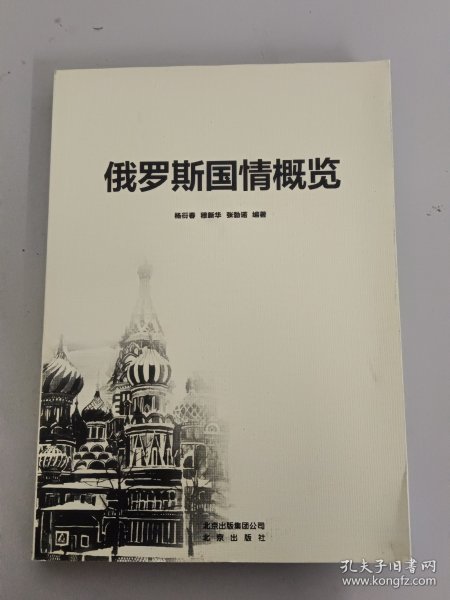 俄罗斯国情概览
杨衍春 穆新华 张勃诺 编著
北京出版集团公司
北京出版社
孔夫子旧书网
www.kongfz.com